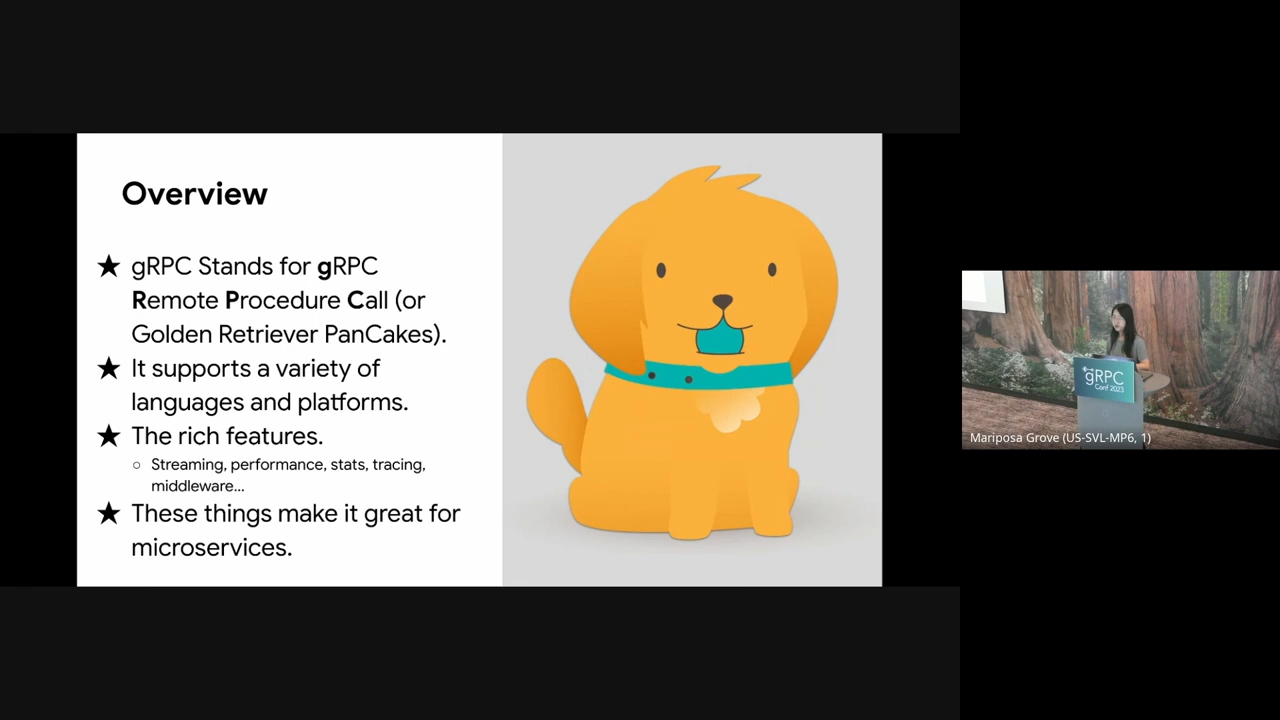 Overview
★ gRPC Stands for gRPC
Remote Procedure Call (or
Golden Retriever PanCakes).
★ It supports a variety of
languages and platforms.
★ The rich features.
○ Streaming, performance, stats, tracing,
middleware...
★ These things make it great for
microservices.
gRPC
Conf 2023
Mariposa Grove (US-SVL-MP6, 1)